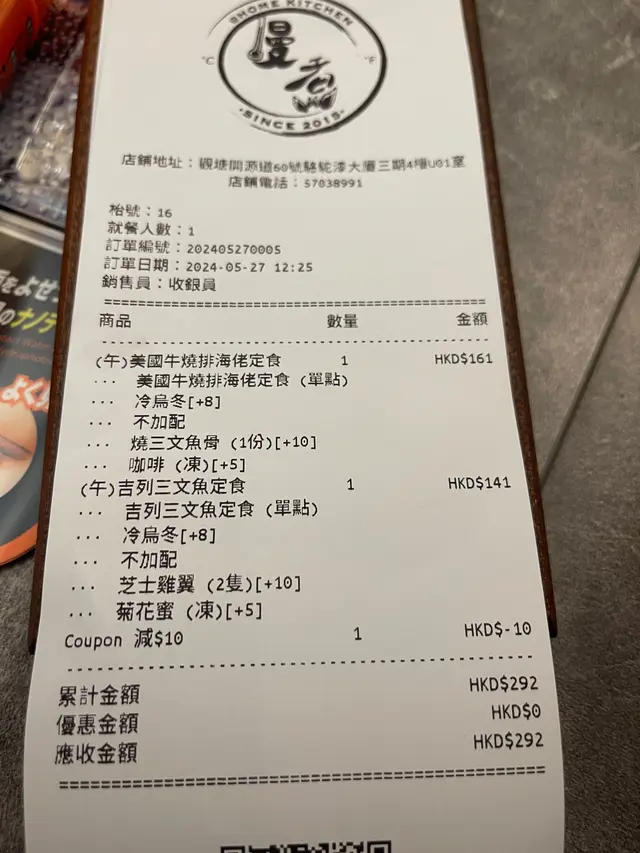 @HOME KITCHEN
°C
°F
慢煮
·SINCE 2015·
店鋪地址：觀塘開源道60號駱駝漆大廈三期4樓U01室
店鋪電話：57038991
枱號：16
就餐人數：1
訂單編號：202405270005
訂單日期：2024-05-27 12:25
銷售員：收銀員
商品 數量 金額
(午)美國牛燒排海佬定食 1 HKD$161
... 美國牛燒排海佬定食 (單點)
... 冷烏冬[+8]
... 不加配
... 燒三文魚骨 (1份)[+10]
... 咖啡 (凍)[+5]
(午)吉列三文魚定食 1 HKD$141
... 吉列三文魚定食 (單點)
... 冷烏冬[+8]
... 不加配
... 芝士雞翼 (2隻)[+10]
... 菊花蜜 (凍)[+5]
Coupon 減$10 1 HKD$-10
累計金額 HKD$292
優惠金額 HKD$0
應收金額 HKD$292